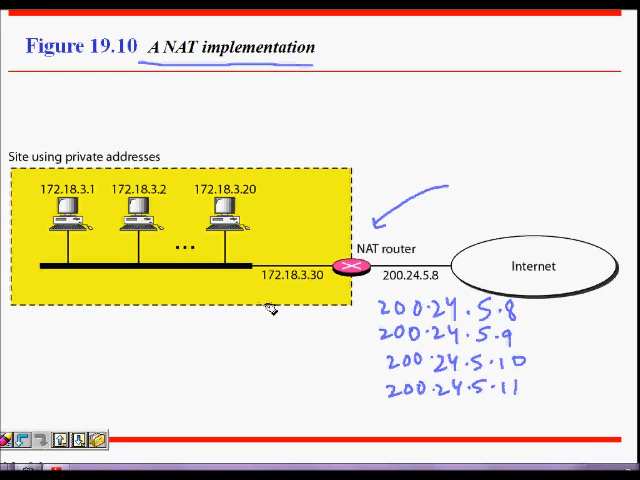 Figure 19.10 A NAT implementation
Site using private addresses
172.18.3.1 172.18.3.2 172.18.3.20
...
NAT router
172.18.3.30 200.24.5.8
Internet
200.24.5.8
200.24.5.9
200.24.5.10
200.24.5.11